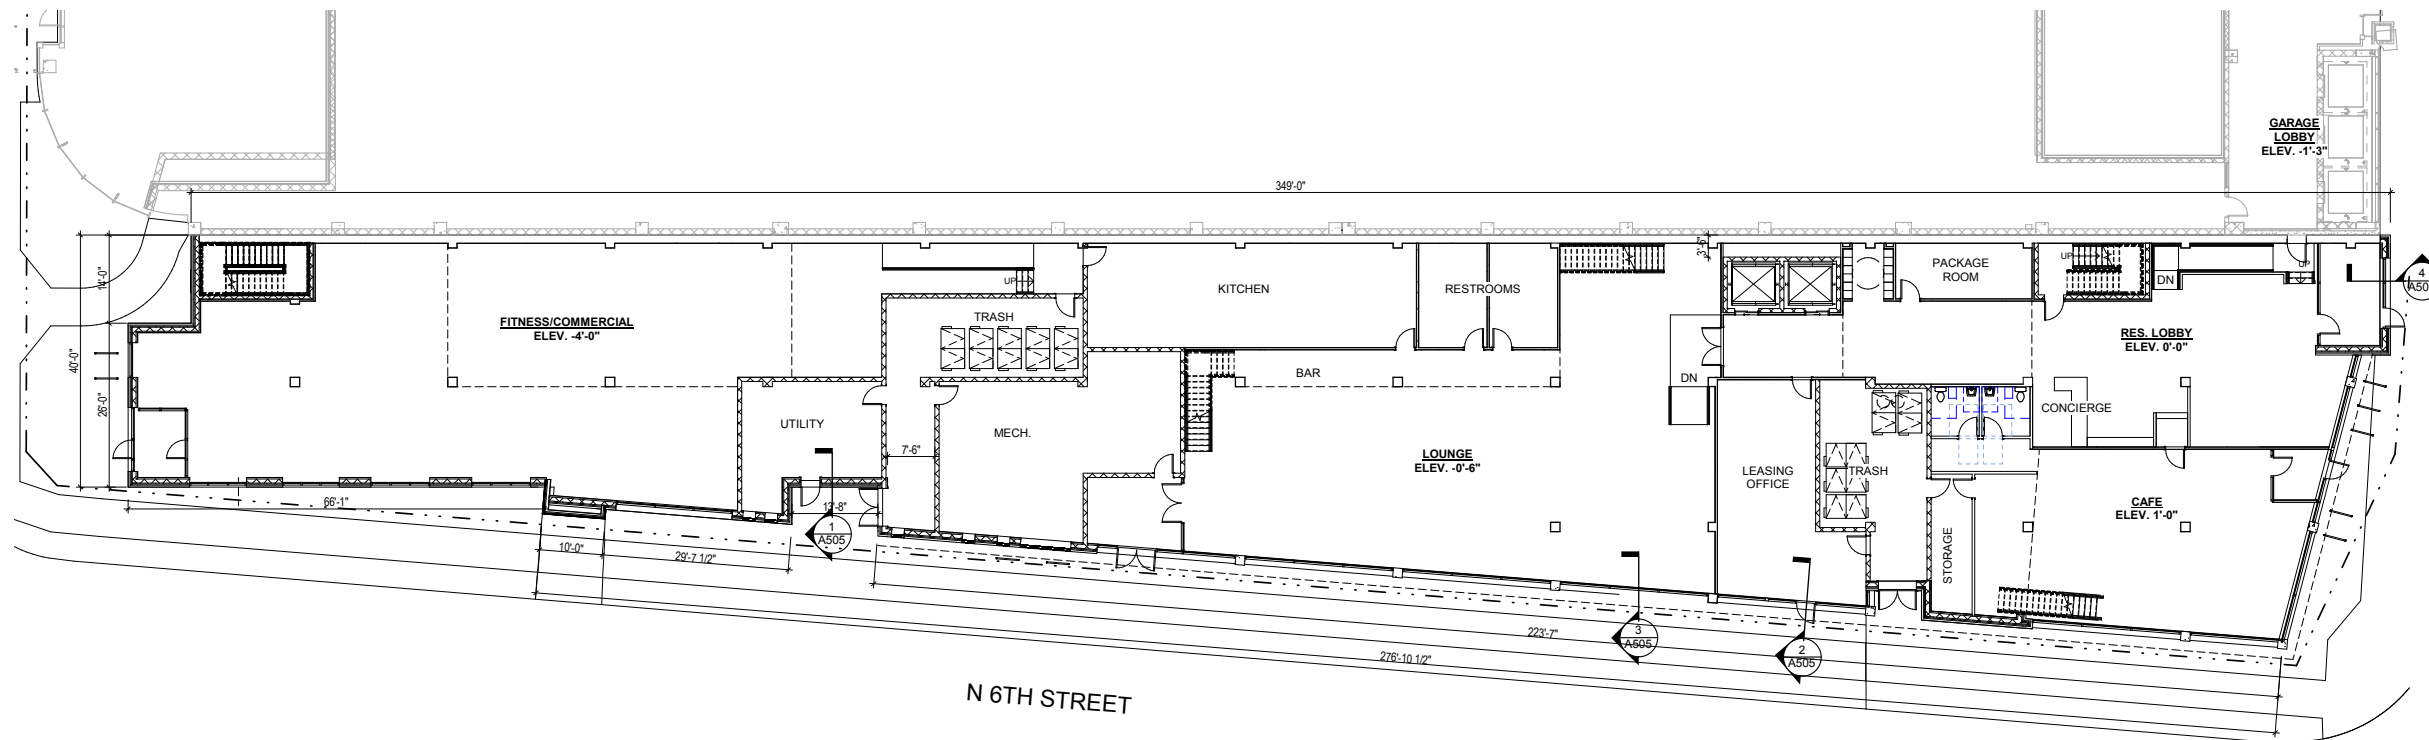 GARAGE
LOBBY
ELEV. -1'-3"
349'-0"
40'-0"
14'-0"
26'-0"
3'-6"
FITNESS/COMMERCIAL
ELEV. -4'-0"
UP
TRASH
KITCHEN
RESTROOMS
PACKAGE
ROOM
UP
DN
UP
4
RES. LOBBY
ELEV. 0'-0"
BAR
DN
CONCIERGE
UTILITY
MECH.
7'-6"
LOUNGE
ELEV. -0'-6"
LEASING
OFFICE
TRASH
STORAGE
CAFE
ELEV. 1'-0"
66'-1"
13'-8"
1
A505
10'-0"
29'-7 1/2"
223'-7"
3
A505
2
A505
276'-10 1/2"
N 6TH STREET